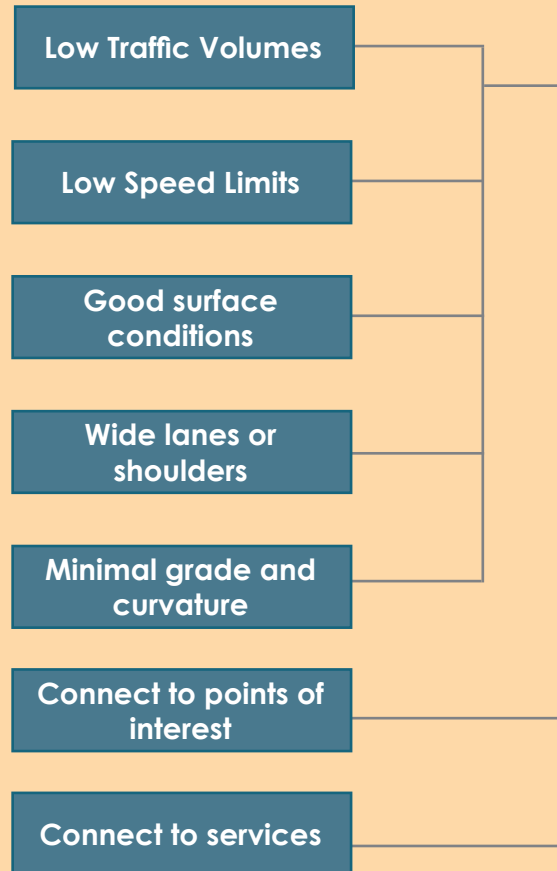 Low Traffic Volumes
Low Speed Limits
Good surface
conditions
Wide lanes or
shoulders
Minimal grade and
curvature
Connect to points of
interest
Connect to services